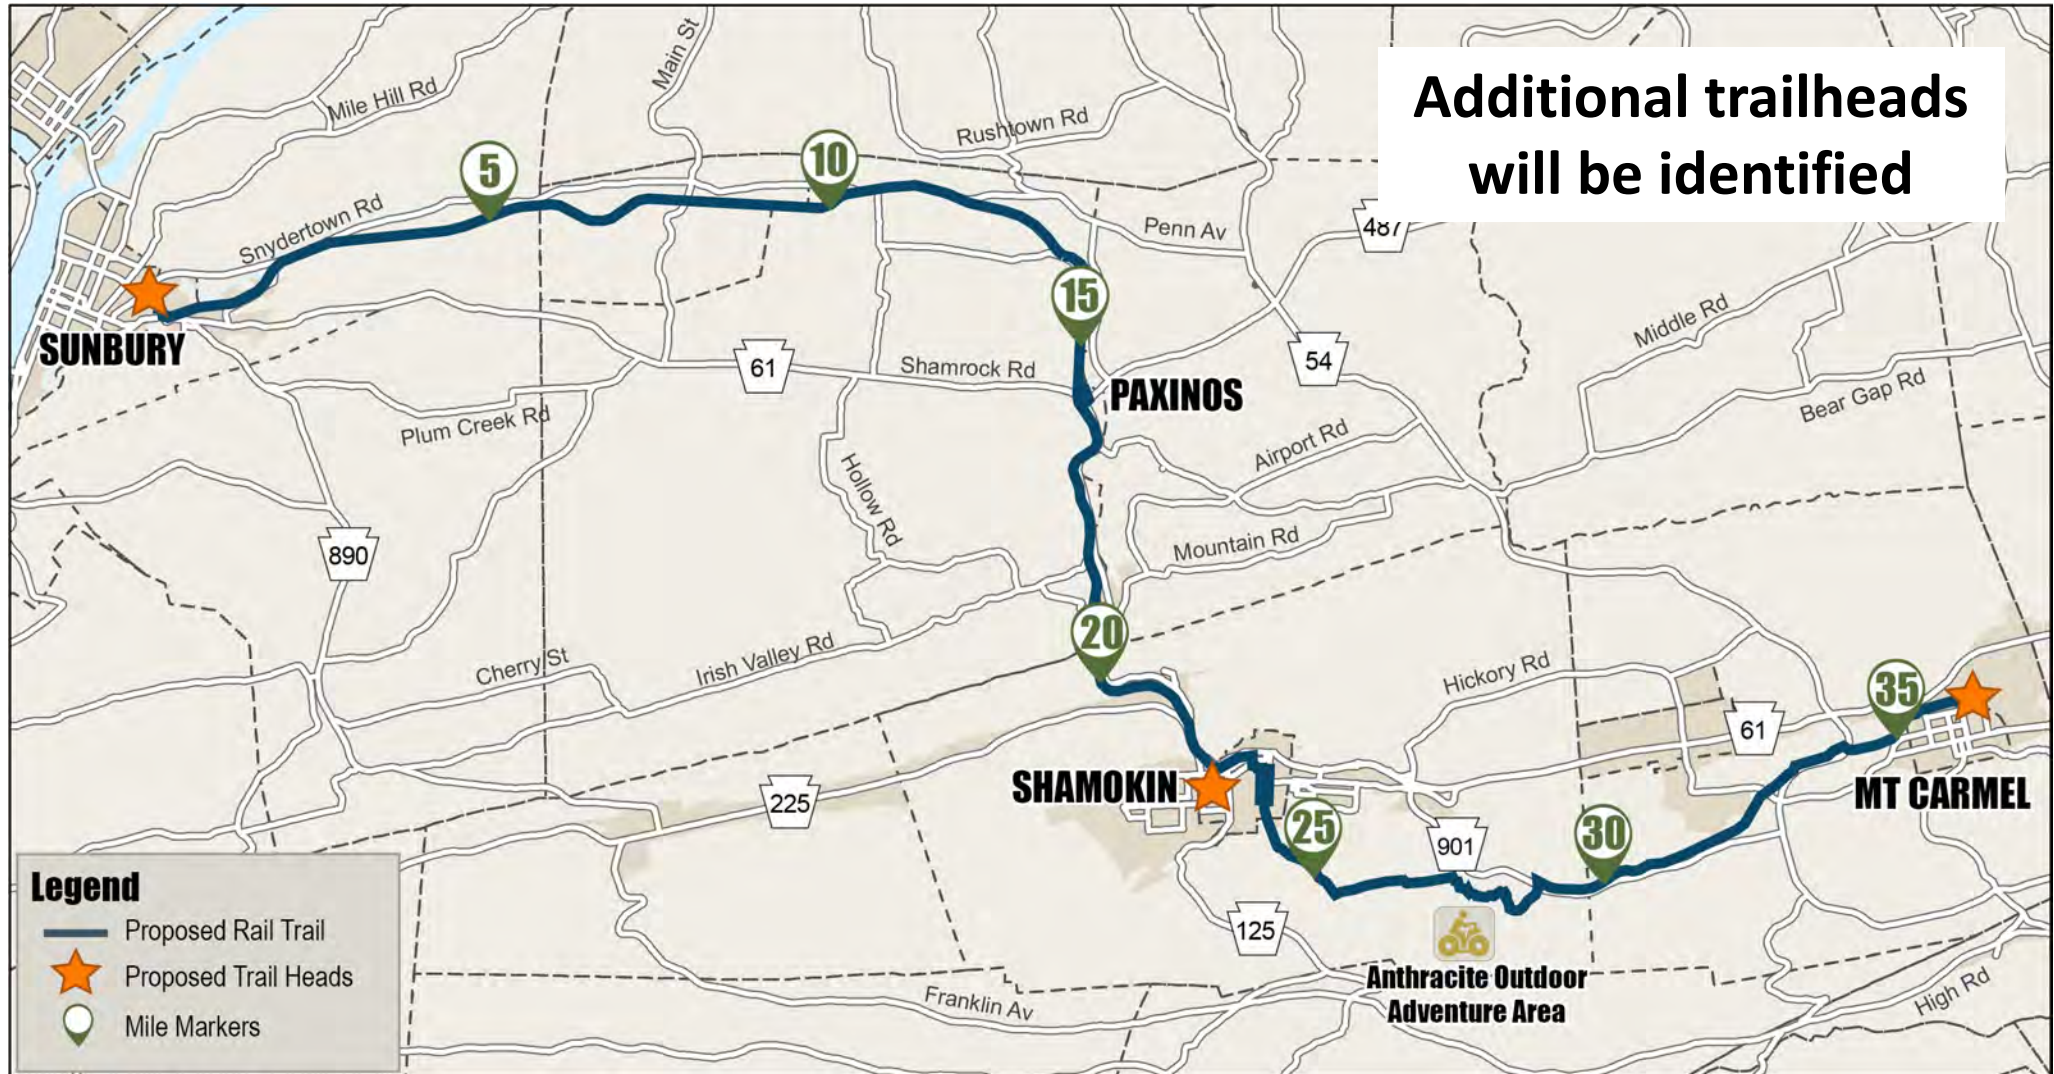 Additional trailheads
will be identified
Main St
Mile Hill Rd
Rushtown Rd
5
10
Snydertown Rd
Penn Av
487
15
SUNBURY
61
Shamrock Rd
54
Middle Rd
PAXINOS
Bear Gap Rd
Plum Creek Rd
Airport Rd
Hollow Rd
890
Mountain Rd
20
Cherry St
Irish Valley Rd
Hickory Rd
35
61
SHAMOKIN
225
MT CARMEL
25
901
30
125
Anthracite Outdoor
Adventure Area
Franklin Av
High Rd
Legend
Proposed Rail Trail
Proposed Trail Heads
Mile Markers